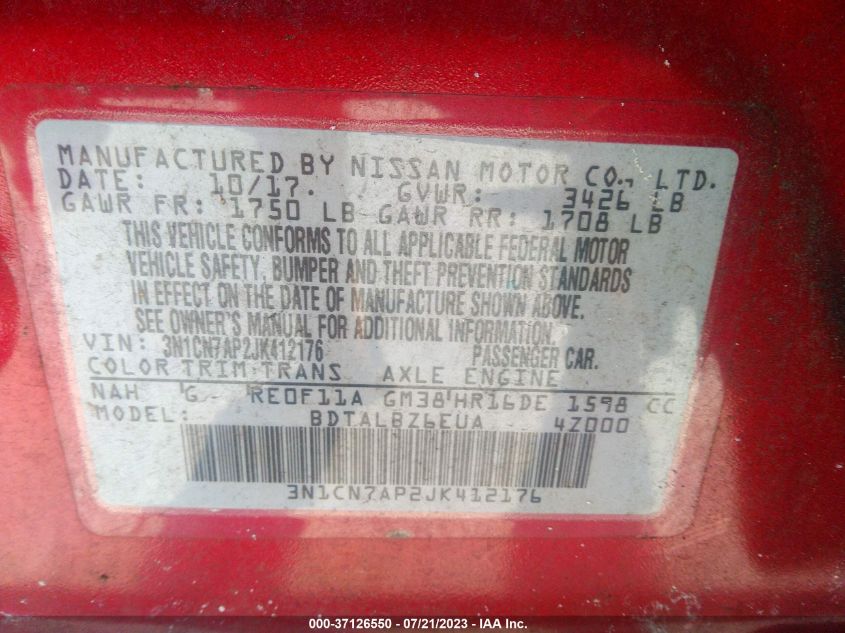 MANUFACTURED BY NISSAN MOTOR CO., LTD.
DATE: 10/17. GVWR: 3426 LB
GAWR FR: 1750 LB GAWR RR: 1708 LB
THIS VEHICLE CONFORMS TO ALL APPLICABLE FEDERAL MOTOR
VEHICLE SAFETY, BUMPER AND THEFT PREVENTION STANDARDS
IN EFFECT ON THE DATE OF MANUFACTURE SHOWN ABOVE.
SEE OWNER'S MANUAL FOR ADDITIONAL INFORMATION.
VIN: 3N1CN7AP2JK412176 PASSENGER CAR.
COLOR TRIM TRANS AXLE ENGINE
NAH G RE0F11A GM38 HR16DE 1598 CC
MODEL: BDTALBZ6EUA 4Z000
3N1CN7AP2JK412176
000-37126550 / 07/21/2023 - IAA Inc.